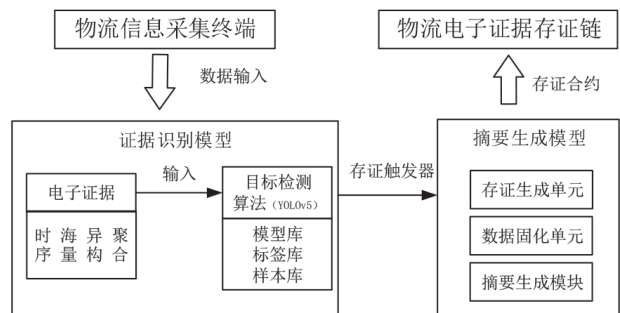 物流信息采集终端
物流电子证据存证链
数据输入
存证合约
证据识别模型
摘要生成模型
电子证据
输入
目标检测
算法（YOLOv5）
存证触发器
存证生成单元
时 海 异 聚
序 量 构 合
模型库
标签库
样本库
数据固化单元
摘要生成模块